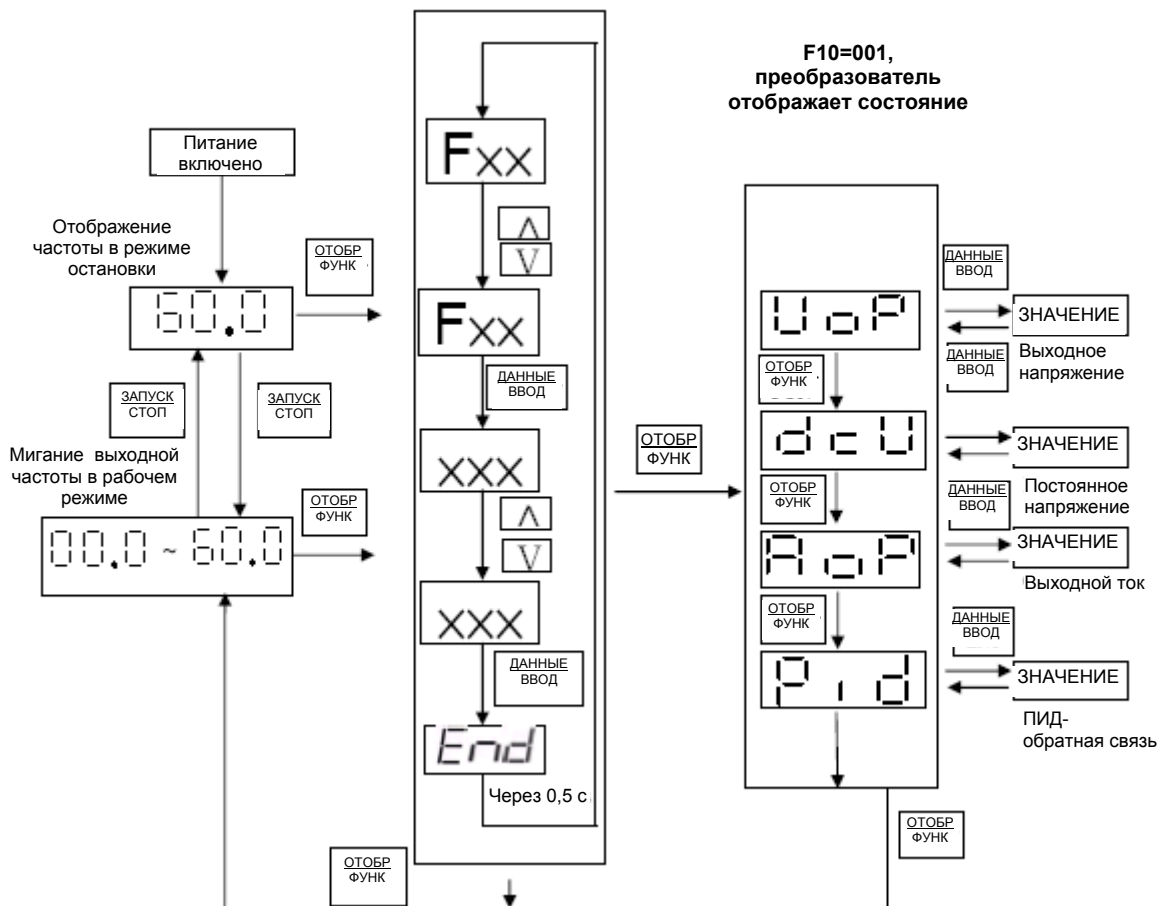 F10=001,
преобразователь
отображает состояние
Питание
включено
Отображение
частоты в режиме
остановки
ОТОБР
ФУНК
60.0
ЗАПУСК
СТОП
ЗАПУСК
СТОП
Мигание выходной
частоты в рабочем
режиме
ОТОБР
ФУНК
00.0 ~ 60.0
Fxx
Λ
V
Fxx
ДАННЫЕ
ВВОД
xxx
Λ
V
xxx
ДАННЫЕ
ВВОД
End
Через 0,5 с
ОТОБР
ФУНК
ОТОБР
ФУНК
ДАННЫЕ
ВВОД
UoP
ЗНАЧЕНИЕ
ДАННЫЕ
ВВОД
Выходное
напряжение
ОТОБР
ФУНК
dcU
ЗНАЧЕНИЕ
ОТОБР
ФУНК
ДАННЫЕ
ВВОД
Постоянное
напряжение
AoP
ЗНАЧЕНИЕ
Выходной ток
ОТОБР
ФУНК
ДАННЫЕ
ВВОД
Pid
ЗНАЧЕНИЕ
ПИД-
обратная связь
ОТОБР
ФУНК